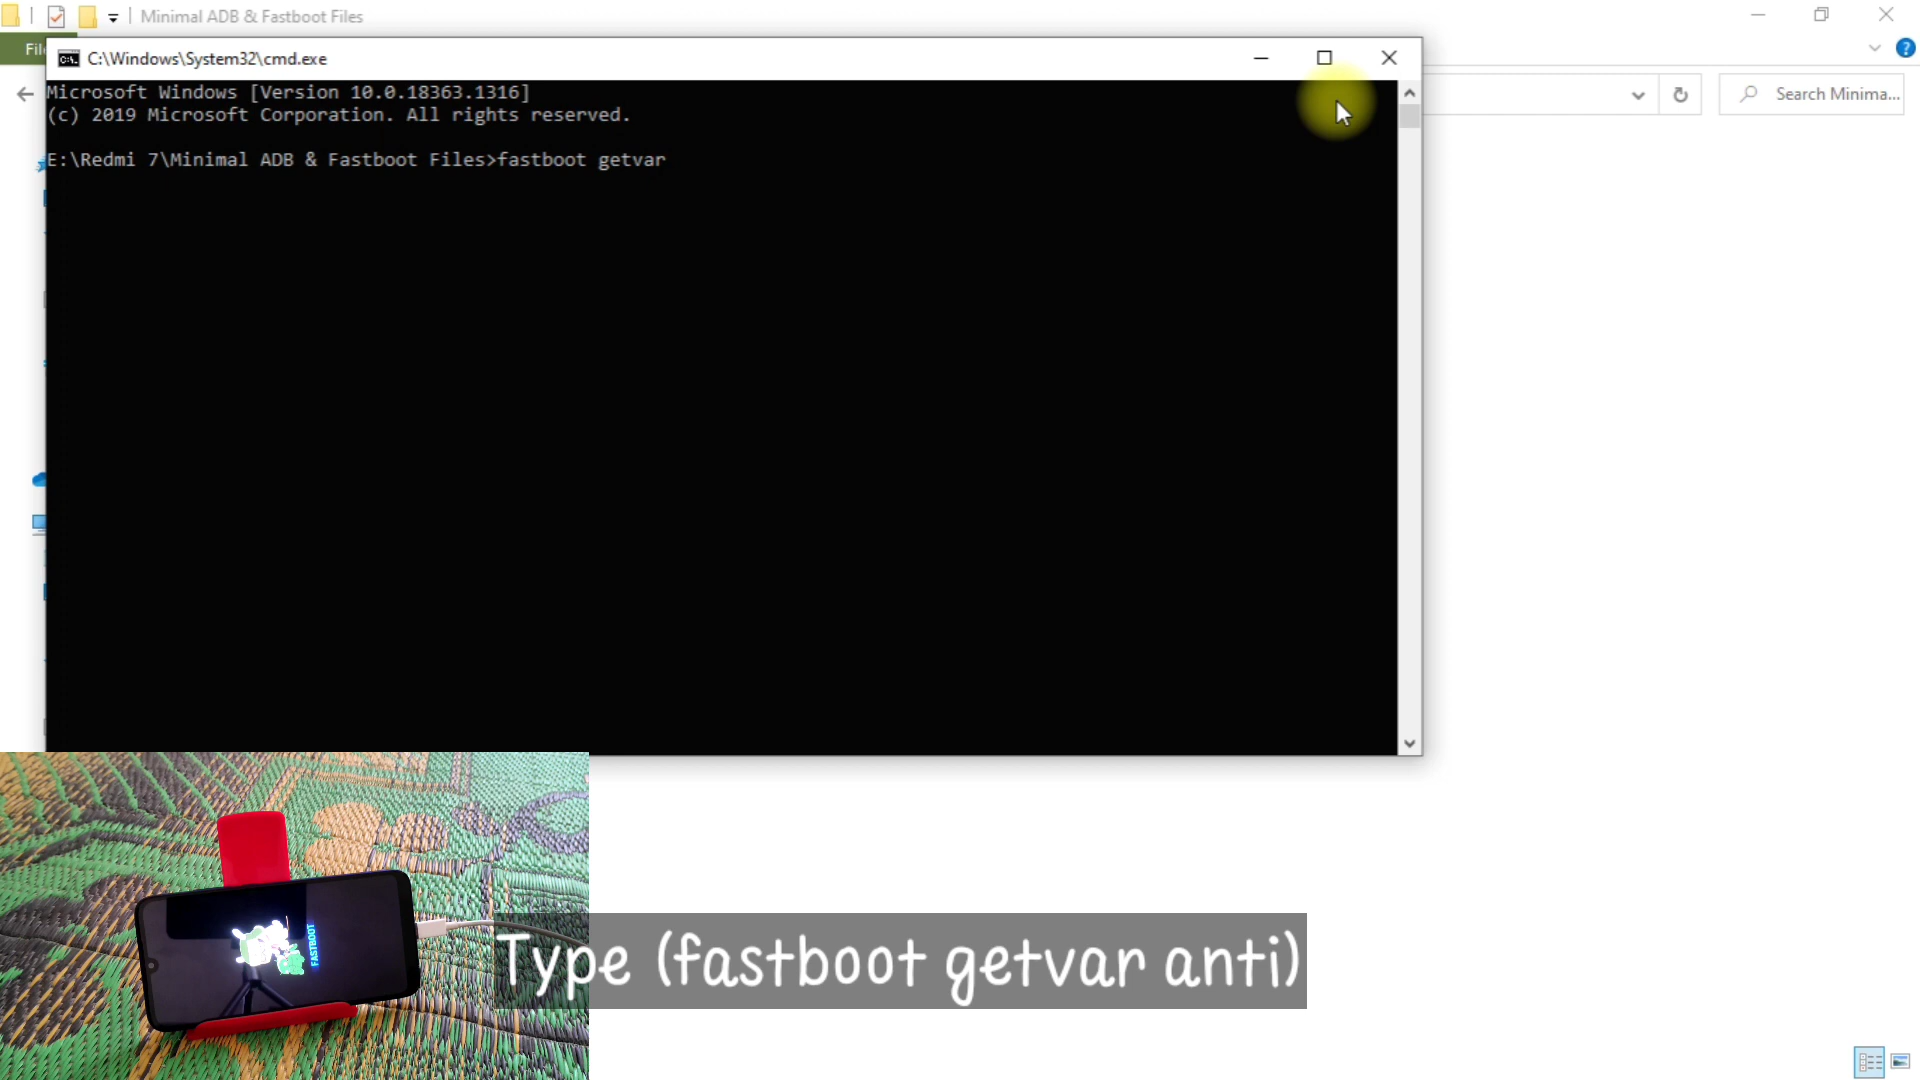 Minimal ADB & Fastboot Files
Fil
C:\Windows\System32\cmd.exe
Microsoft Windows [Version 10.0.18363.1316]
(c) 2019 Microsoft Corporation. All rights reserved.
E:\Redmi 7\Minimal ADB & Fastboot Files>fastboot getvar
Search Minima...
FASTBOOT
Type (fastboot getvar anti)